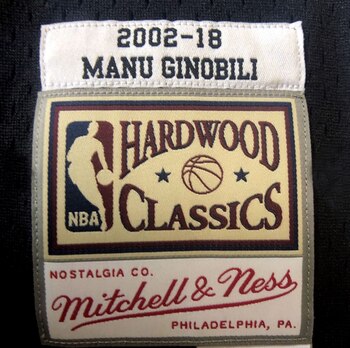 2002-18
MANU GINOBILI
HARDWOOD
CLASSICS
NBA
NOSTALGIA CO.
Mitchell & Ness
PHILADELPHIA, PA.